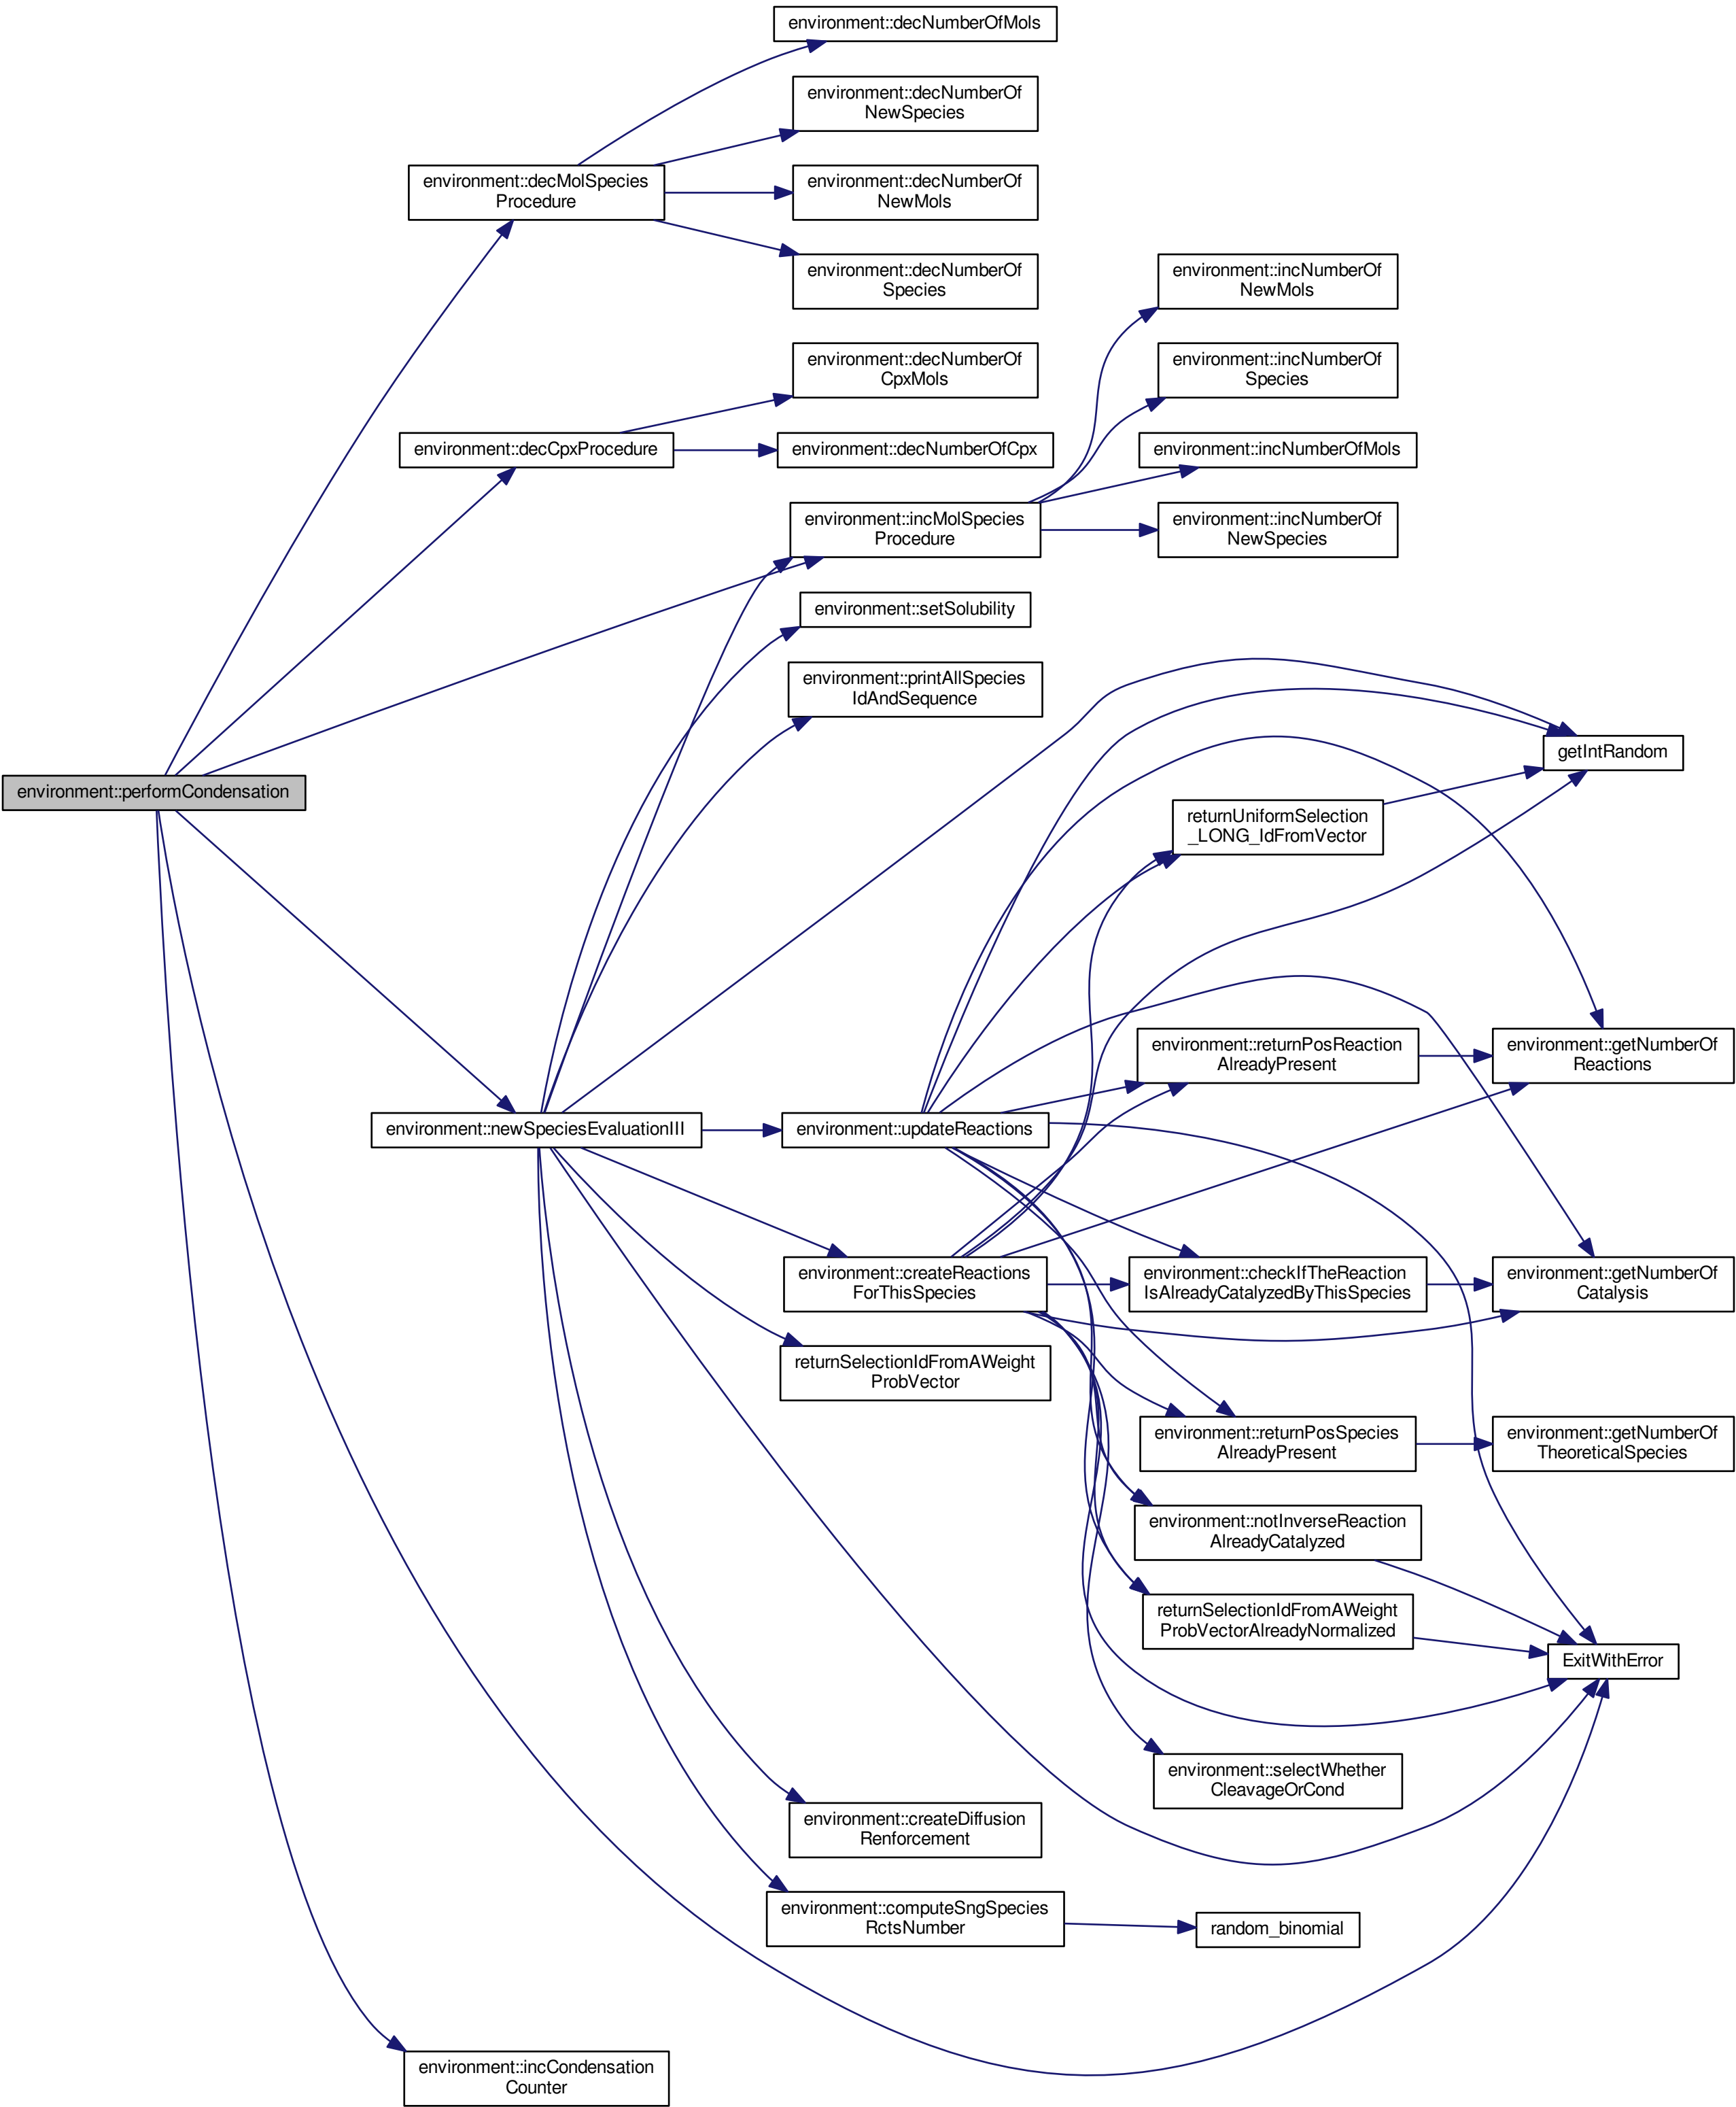 environment::decNumberOfMols
environment::decNumberOf
NewSpecies
environment::decMolSpecies
Procedure
environment::decNumberOf
NewMols
environment::decNumberOf
Species
environment::incNumberOf
NewMols
environment::decNumberOf
CpxMols
environment::incNumberOf
Species
environment::decCpxProcedure
environment::decNumberOfCpx
environment::incNumberOfMols
environment::incMolSpecies
Procedure
environment::incNumberOf
NewSpecies
environment::setSolubility
environment::printAllSpecies
IdAndSequence
getIntRandom
environment::performCondensation
returnUniformSelection
_LONG_IdFromVector
environment::returnPosReaction
AlreadyPresent
environment::getNumberOf
Reactions
environment::newSpeciesEvaluationIII
environment::updateReactions
environment::createReactions
ForThisSpecies
environment::checkIfTheReaction
IsAlreadyCatalyzedByThisSpecies
environment::getNumberOf
Catalysis
returnSelectionIdFromAWeight
ProbVector
environment::returnPosSpecies
AlreadyPresent
environment::getNumberOf
TheoreticalSpecies
environment::notInverseReaction
AlreadyCatalyzed
returnSelectionIdFromAWeight
ProbVectorAlreadyNormalized
ExitWithError
environment::selectWhether
CleavageOrCond
environment::createDiffusion
Renforcement
environment::computeSngSpecies
RctsNumber
random_binomial
environment::incCondensation
Counter